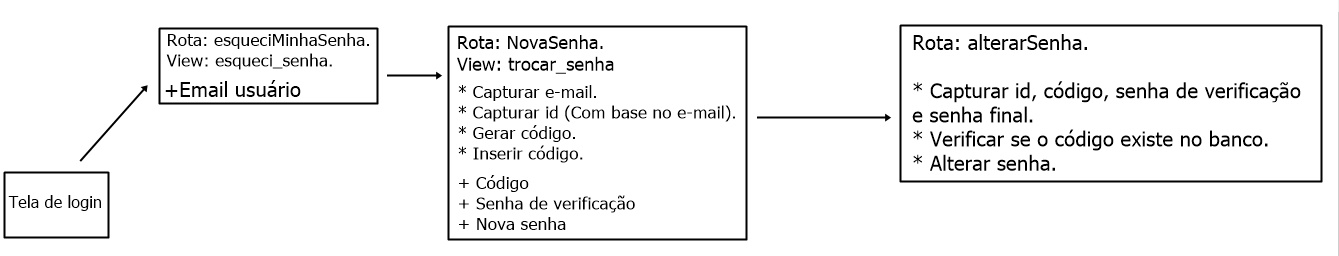 Tela de login
Rota: esqueciMinhaSenha.
View: esqueci_senha.
+Email usuário
Rota: NovaSenha.
View: trocar_senha
* Capturar e-mail.
* Capturar id (Com base no e-mail).
* Gerar código.
* Inserir código.
+ Código
+ Senha de verificação
+ Nova senha
Rota: alterarSenha.
* Capturar id, código, senha de verificação
e senha final.
* Verificar se o código existe no banco.
* Alterar senha.